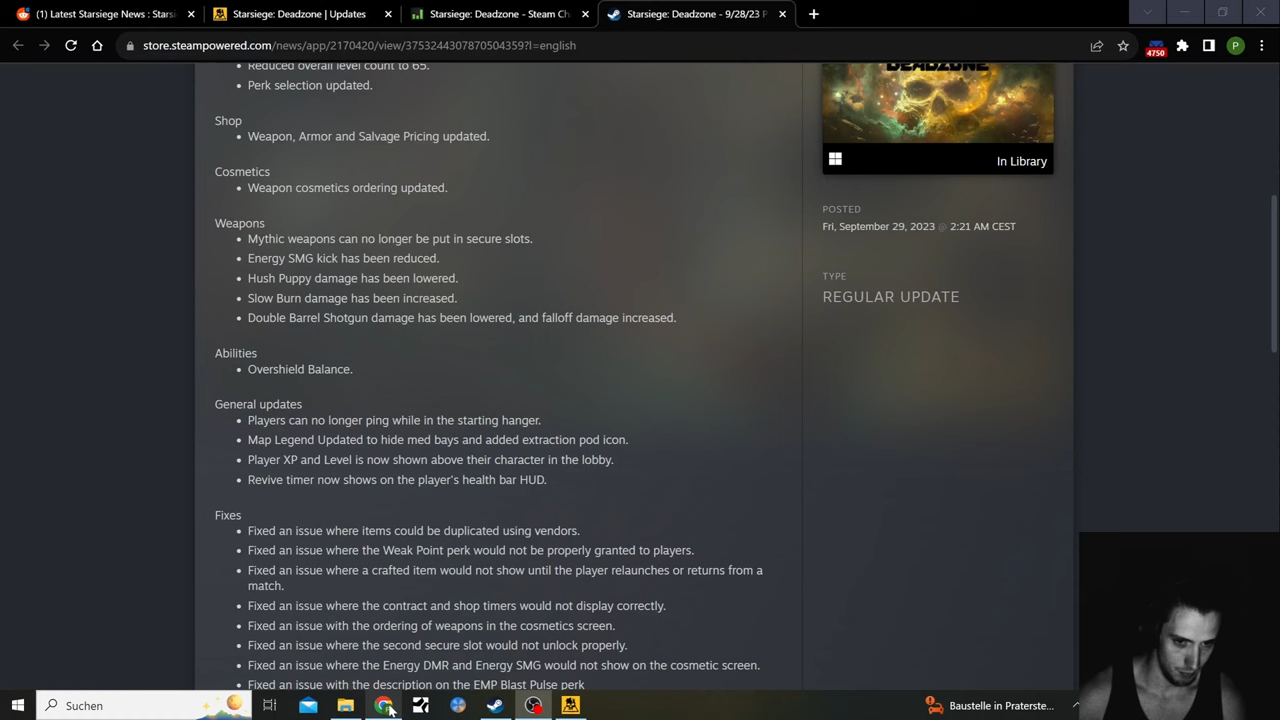 (1) Latest Starsiege News : Starsi
Starsiege: Deadzone | Updates
Starsiege: Deadzone - Steam Ch
Starsiege: Deadzone - 9/28/23 P
store.steampowered.com/news/app/2170420/view/3753244307870504359?l=english
4750
P
Reduced overall level count to 65.
Perk selection updated.
Shop
Weapon, Armor and Salvage Pricing updated.
Cosmetics
Weapon cosmetics ordering updated.
Weapons
Mythic weapons can no longer be put in secure slots.
Energy SMG kick has been reduced.
Hush Puppy damage has been lowered.
Slow Burn damage has been increased.
Double Barrel Shotgun damage has been lowered, and falloff damage increased.
Abilities
Overshield Balance.
General updates
Players can no longer ping while in the starting hanger.
Map Legend Updated to hide med bays and added extraction pod icon.
Player XP and Level is now shown above their character in the lobby.
Revive timer now shows on the player's health bar HUD.
Fixes
Fixed an issue where items could be duplicated using vendors.
Fixed an issue where the Weak Point perk would not be properly granted to players.
Fixed an issue where a crafted item would not show until the player relaunches or returns from a
match.
Fixed an issue where the contract and shop timers would not display correctly.
Fixed an issue with the ordering of weapons in the cosmetics screen.
Fixed an issue where the second secure slot would not unlock properly.
Fixed an issue where the Energy DMR and Energy SMG would not show on the cosmetic screen.
Fixed an issue with the description on the EMP Blast Pulse perk
DEADZONE
In Library
POSTED
Fri, September 29, 2023 @ 2:21 AM CEST
TYPE
REGULAR UPDATE
Suchen
Baustelle in Praterste...